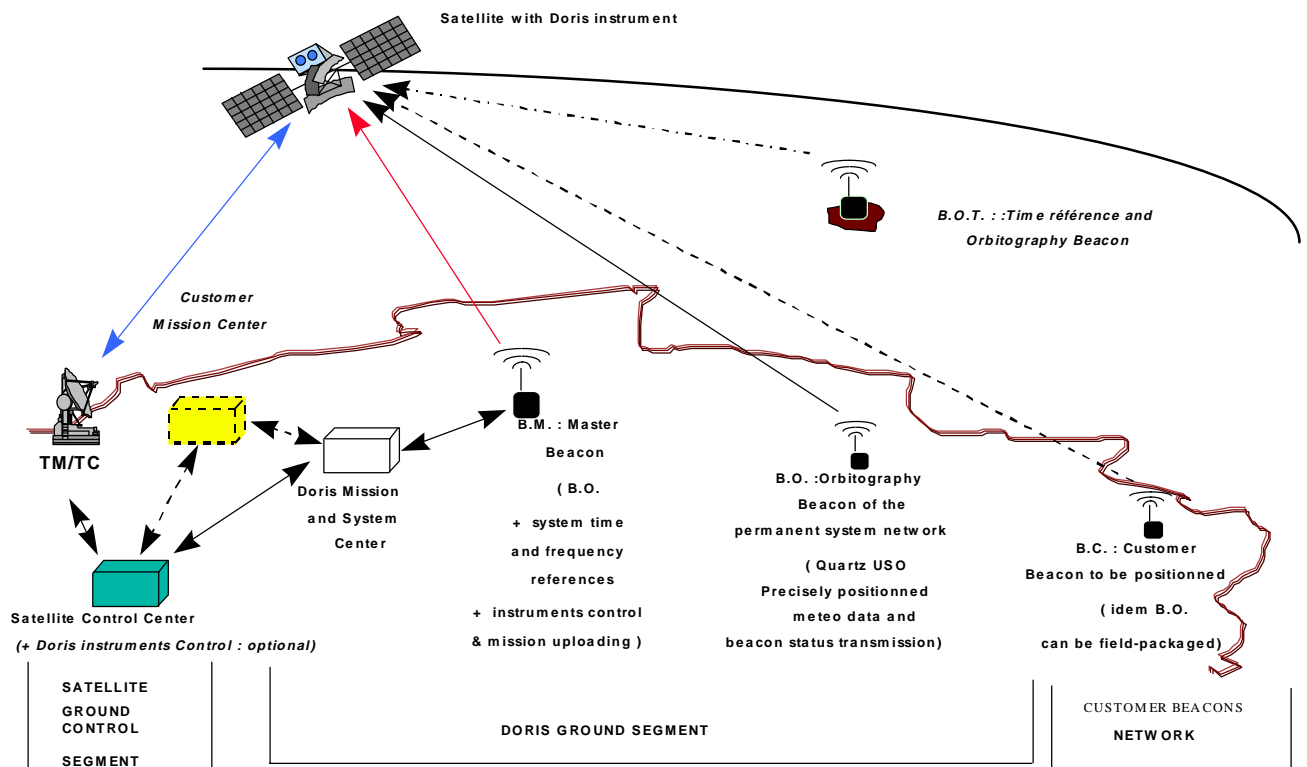 Satellite with Doris instrument
B.O.T. : :Time référence and
Orbitography Beacon
Customer
Mission Center
TM/TC
Doris Mission
and System
Center
B.M. : Master
Beacon
( B.O.
+ system time
and frequency
references
+ instruments control
& mission uploading )
B.O. :Orbitography
Beacon of the
permanent system network
( Quartz USO
Precisely positionned
meteo data and
beacon status transmission)
B.C. : Customer
Beacon to be positionned
( idem B.O.
can be field-packaged)
Satellite Control Center
(+ Doris instruments Control : optional)
SATELLITE
GROUND
CONTROL
SEGMENT
DORIS GROUND SEGMENT
CUSTOMER BEACONS
NETWORK